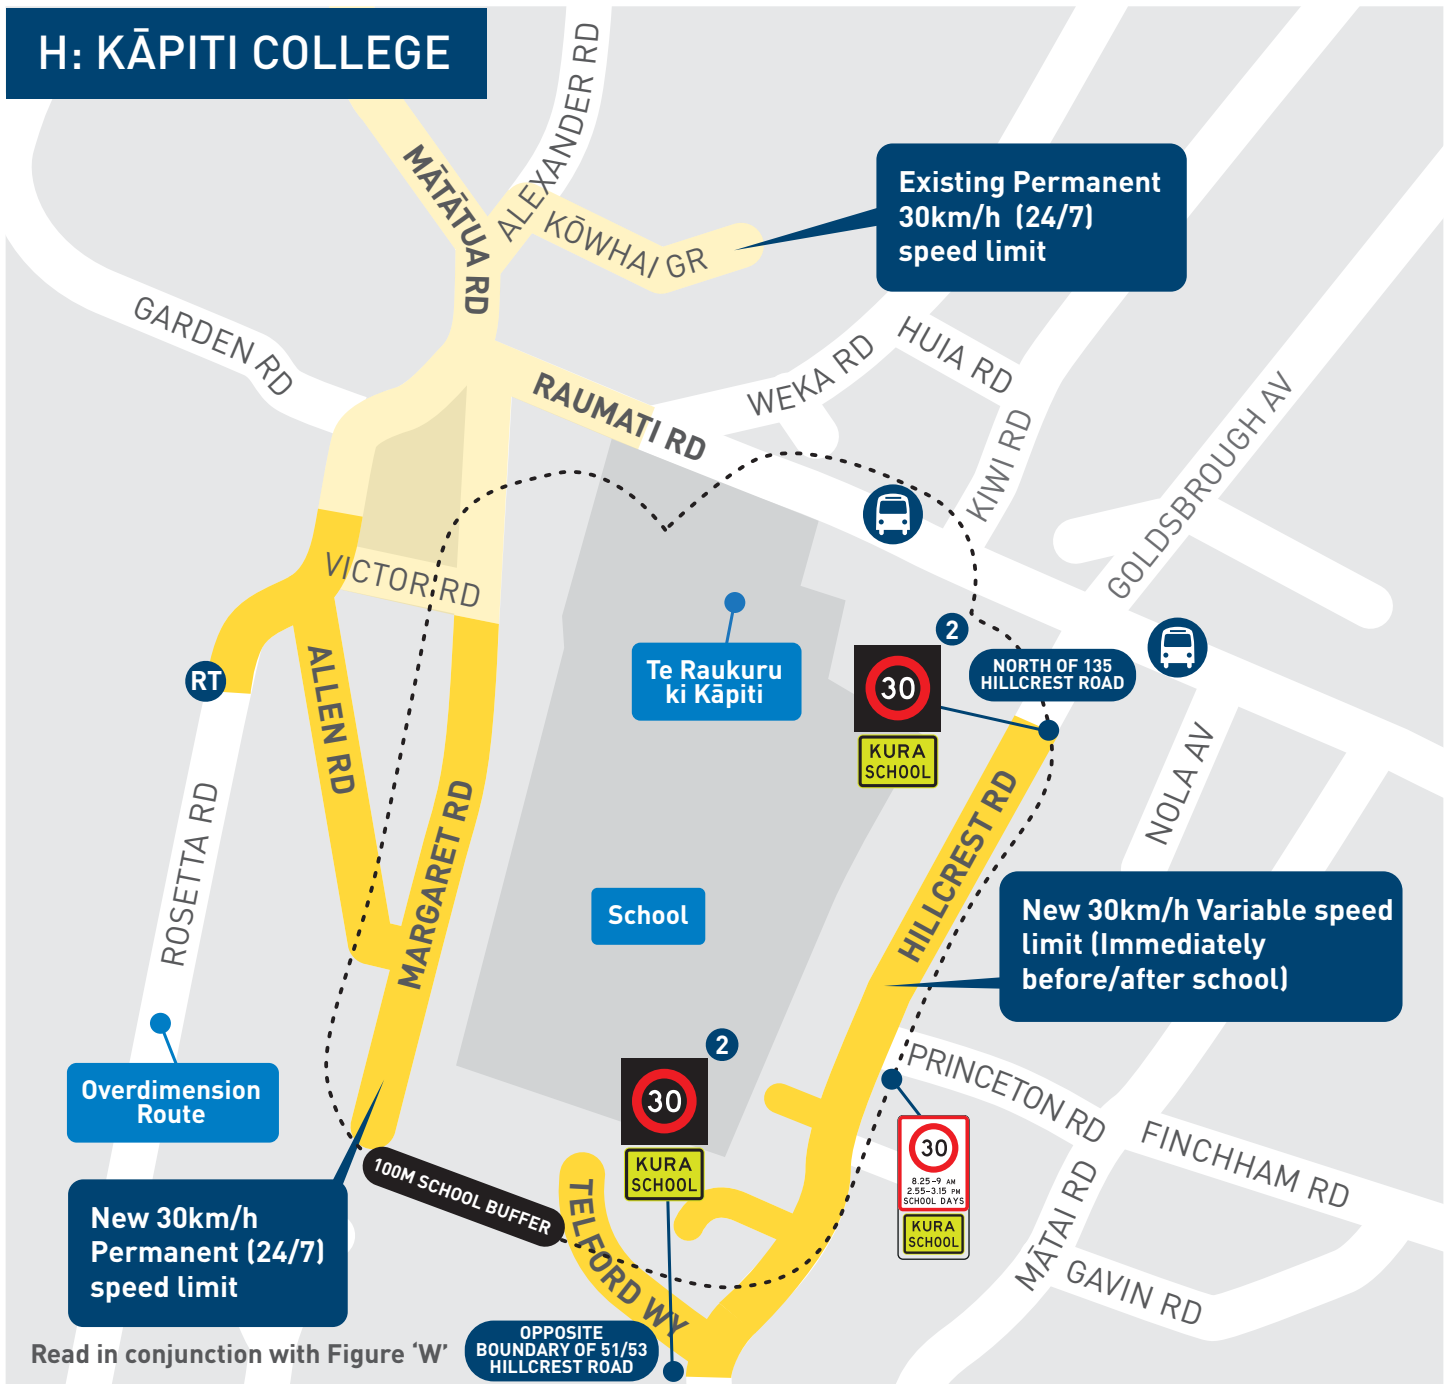 H: KĀPITI COLLEGE
ALEXANDER RD
MĀTĀTUA RD
KŌWHAI GR
Existing Permanent
30km/h (24/7)
speed limit
GARDEN RD
RAUMATI RD
WEKA RD
HUIA RD
KIWI RD
GOLDSBROUGH AV
VICTOR RD
RT
ALLEN RD
Te Raukuru
ki Kāpiti
2
30
KURA
SCHOOL
NORTH OF 135
HILLCREST ROAD
NOLA AV
ROSETTA RD
MARGARET RD
HILLCREST RD
School
New 30km/h Variable speed
limit (Immediately
before/after school)
Overdimension
Route
2
30
KURA
SCHOOL
PRINCETON RD
FINCHHAM RD
30
8.25-9 AM
2.55-3.15 PM
SCHOOL DAYS
KURA
SCHOOL
MĀTAI RD
GAVIN RD
100M SCHOOL BUFFER
TELFORD WY
New 30km/h
Permanent (24/7)
speed limit
OPPOSITE
BOUNDARY OF 51/53
HILLCREST ROAD
Read in conjunction with Figure ‘W’